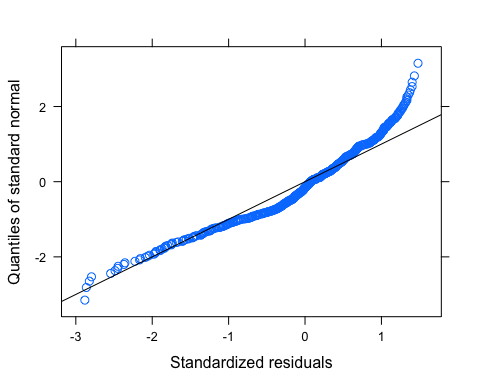 Quantiles of standard normal
2
0
-2
-3 -2 -1 0 1
Standardized residuals